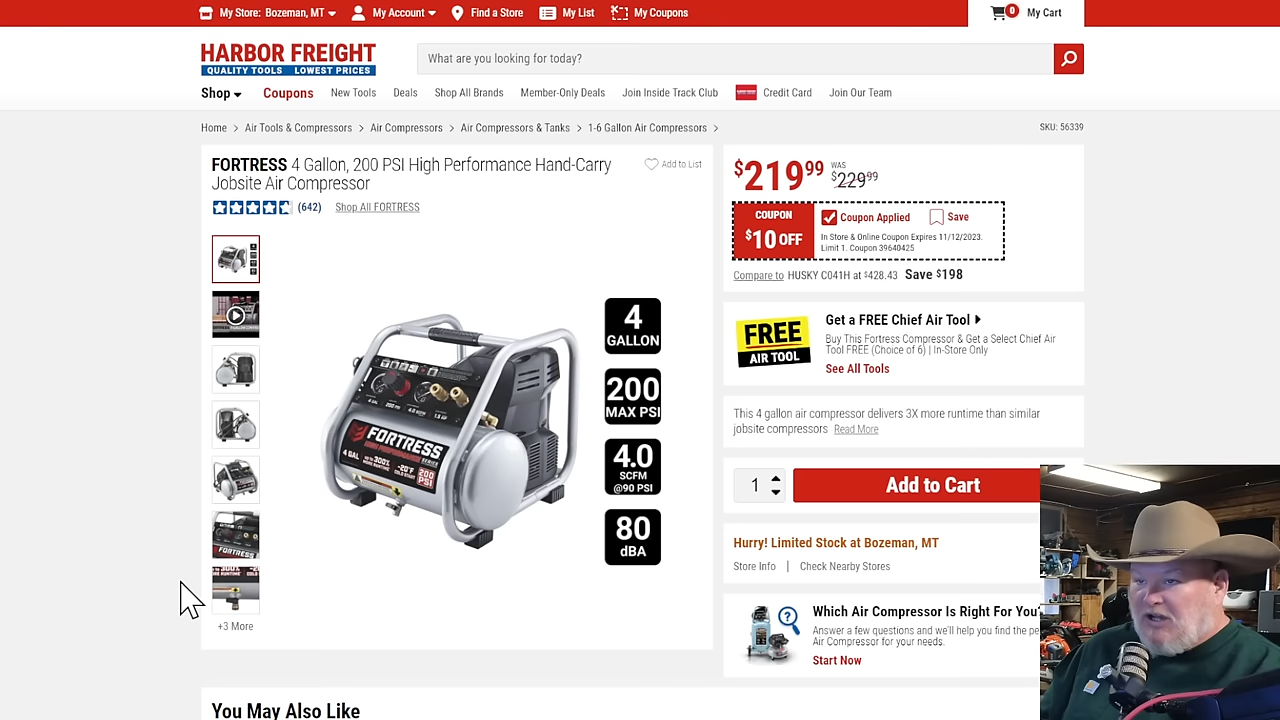 My Store: Bozeman, MT
My Account
Find a Store
My List
My Coupons
0
My Cart
HARBOR FREIGHT
QUALITY TOOLS LOWEST PRICES
What are you looking for today?
Shop
Coupons
New Tools
Deals
Shop All Brands
Member-Only Deals
Join Inside Track Club
Credit Card
Join Our Team
Home > Air Tools & Compressors > Air Compressors > Air Compressors & Tanks > 1-6 Gallon Air Compressors >
SKU: 56339
FORTRESS 4 Gallon, 200 PSI High Performance Hand-Carry
Jobsite Air Compressor
Add to List
(642)
Shop All FORTRESS
4
GALLON
200
MAX PSI
4.0
SCFM
@90 PSI
80
dBA
FORTRESS
4 GAL
200
PSI
FORTRESS
+3 More
$219.99
WAS
$229.99
COUPON
$10 OFF
Coupon Applied
Save
In Store & Online Coupon Expires 11/12/2023.
Limit 1. Coupon 39640425
Compare to HUSKY C041H at $428.43 Save $198
FREE
AIR TOOL
Get a FREE Chief Air Tool
Buy This Fortress Compressor & Get a Select Chief Air
Tool FREE (Choice of 6) | In-Store Only
See All Tools
This 4 gallon air compressor delivers 3X more runtime than similar
jobsite compressors Read More
1
Add to Cart
Hurry! Limited Stock at Bozeman, MT
Store Info | Check Nearby Stores
Which Air Compressor Is Right For You?
Answer a few questions and we'll help you find the pe
Air Compressor for your needs.
Start Now
You May Also Like